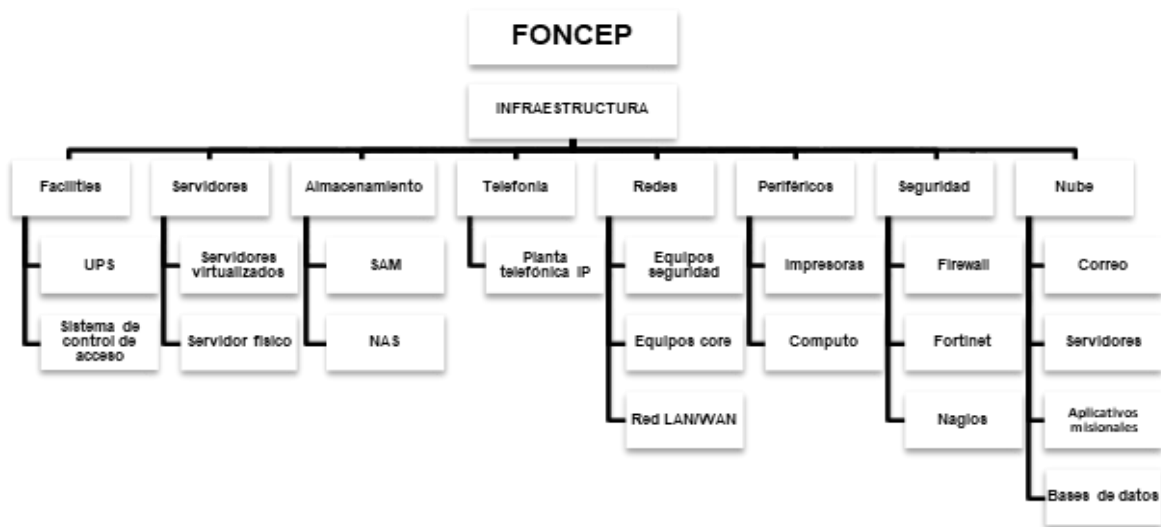 FONCEP
INFRAESTRUCTURA
Facilities
Servidores
Almacenamiento
Telefonía
Redes
Periféricos
Seguridad
Nube
UPS
Servidores
virtualizados
SAM
Planta
telefónica IP
Equipos
seguridad
Impresoras
Firewall
Correo
Sistema de
control de
acceso
Servidor físico
NAS
Equipos core
Computo
Fortinet
Servidores
Red LAN/WAN
Nagios
Aplicativos
misionales
Bases de datos